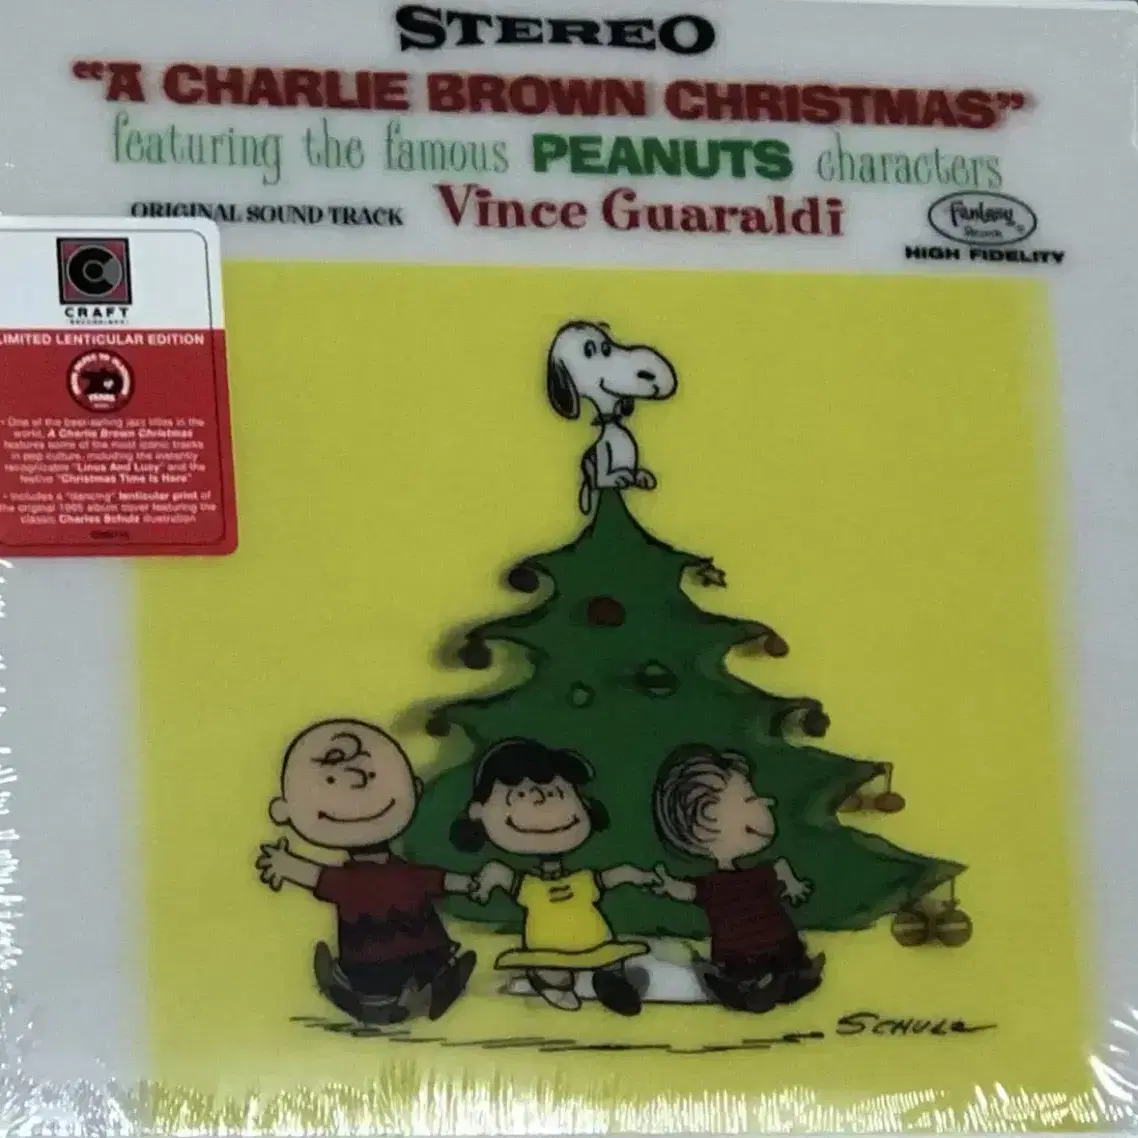 STEREO
"A CHARLIE BROWN CHRISTMAS"
featuring the famous PEANUTS characters
ORIGINAL SOUND TRACK Vince Guaraldi
Fantasy
Records
HIGH FIDELITY
CRAFT
RECORDINGS
LIMITED LENTICULAR EDITION
YEARS
• One of the best-selling jazz titles in the
world, A Charlie Brown Christmas
features some of the most iconic tracks
in pop culture, including the instantly
recognizable "Linus And Lucy" and the
festive "Christmas Time Is Here"
• Includes a "dancing" lenticular print of
the original 1965 album cover featuring the
classic Charles Schulz illustration
SCHULZ